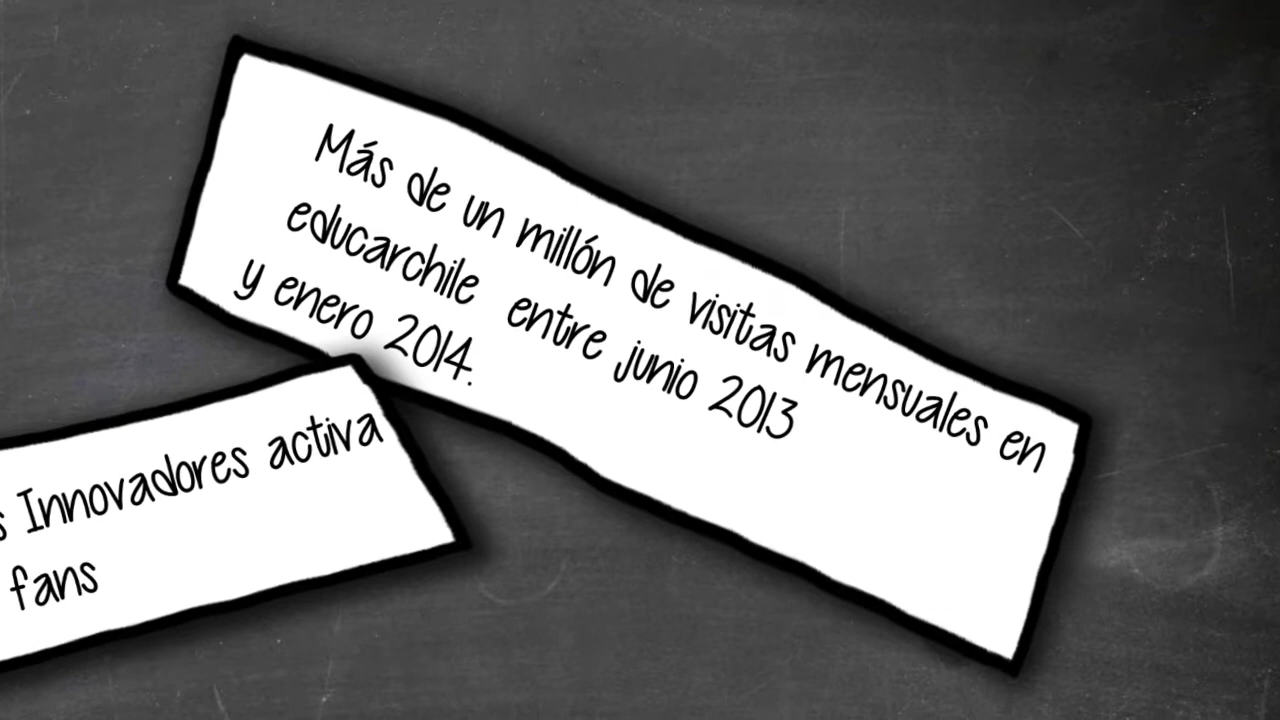 Más de un millón de visitas mensuales en
educarchile entre junio 2013
y enero 2014.
Innovadores activa
fans